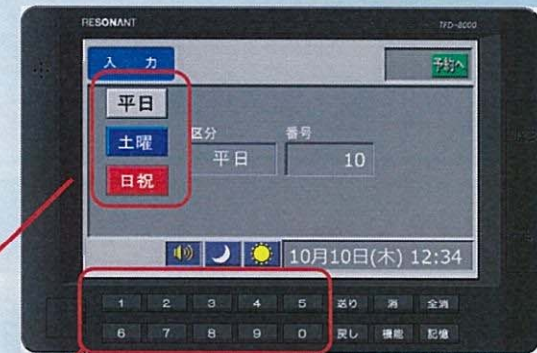 RESONANT
TFD-8000
入 力
予約へ
平日
土曜
日祝
区分
番号
平日
10
10月10日(木) 12:34
1 2 3 4 5 送り 消 全消
6 7 8 9 0 戻し 機能 記憶